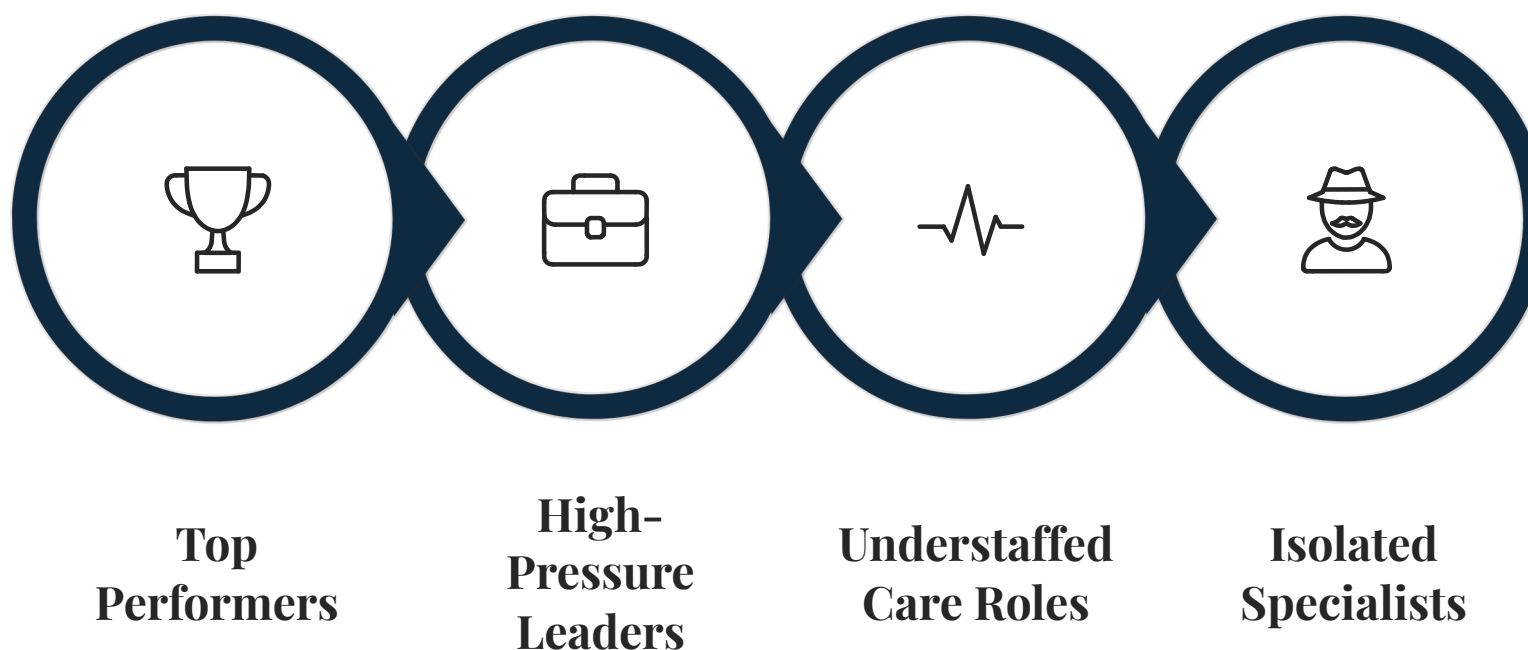 Top
Performers
High-
Pressure
Leaders
Understaffed
Care Roles
Isolated
Specialists